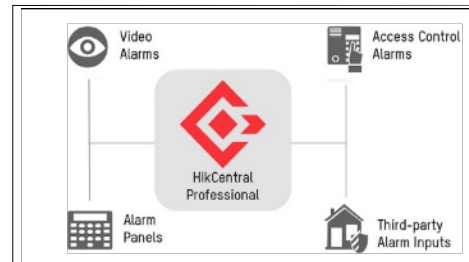 Video
Alarms
Access Control
Alarms
HikCentral
Professional
Alarm
Panels
Third-party
Alarm Inputs